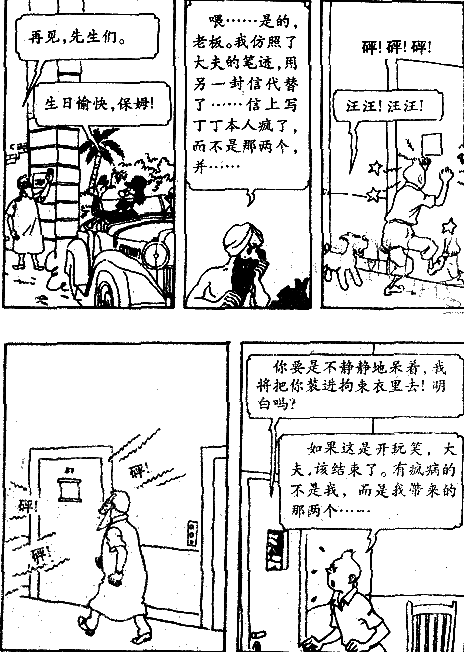 再见,先生们。
生日愉快,保姆!
喂……是的,
老板。我仿照了
大夫的笔迹,用
另一封信代替
了……信上写
丁丁本人疯了,
而不是那两个,
并……
砰!砰!砰!
汪汪!汪汪!
砰!
砰!
砰!
你要是不静静地呆着,我
将把你装进拘束衣里去!明
白吗?
如果这是开玩笑,大
夫,该结束了。有疯病的
不是我,而是我带来的
那两个……